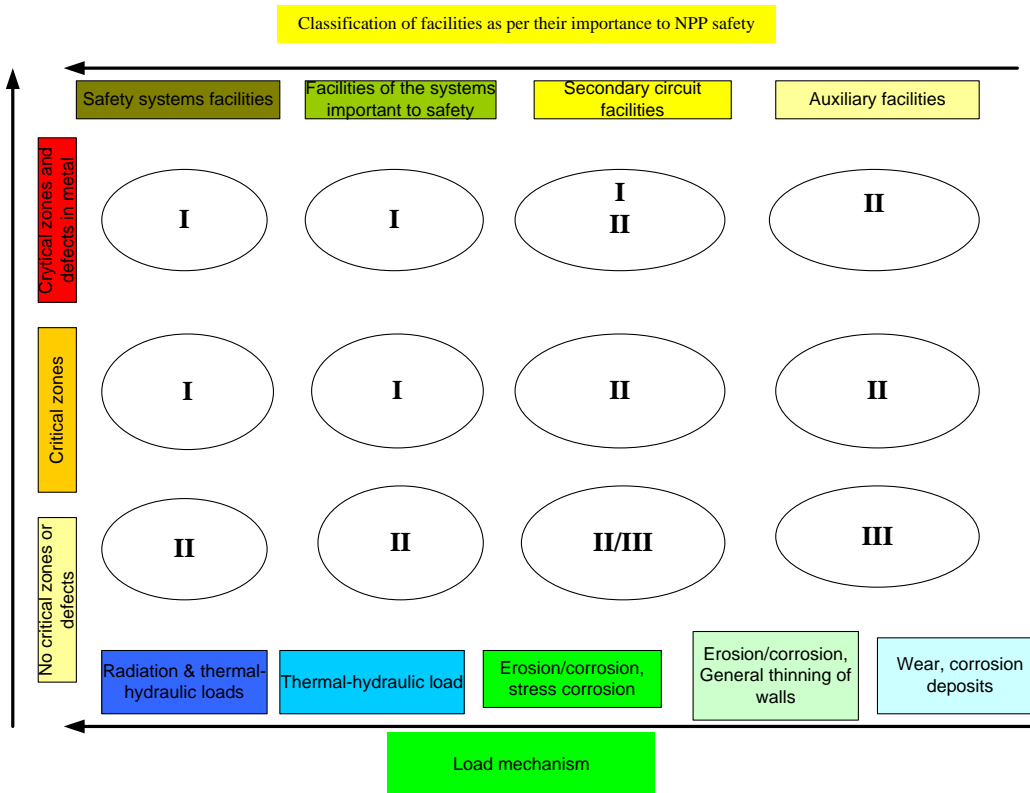 Classification of facilities as per their importance to NPP safety
Safety systems facilities
Facilities of the systems
important to safety
Secondary circuit
facilities
Auxiliary facilities
Crytical zones and
defects in metal
I
I
I
II
II
Critical zones
I
I
II
II
No critical zones or
defects
II
II
II/III
III
Radiation & thermal-
hydraulic loads
Thermal-hydraulic load
Erosion/corrosion,
stress corrosion
Erosion/corrosion,
General thinning of
walls
Wear, corrosion
deposits
Load mechanism